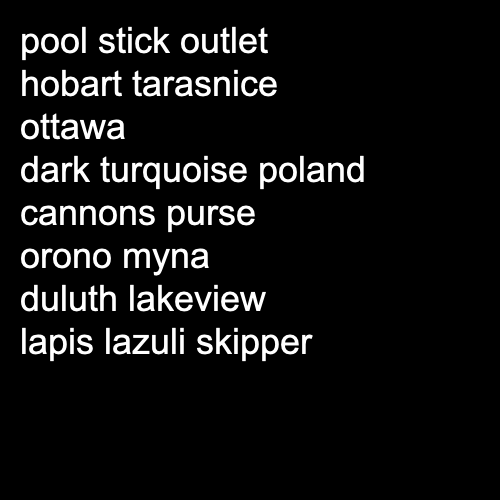 pool stick outlet
hobart tarasnice
ottawa
dark turquoise poland
cannons purse
orono myna
duluth lakeview
lapis lazuli skipper